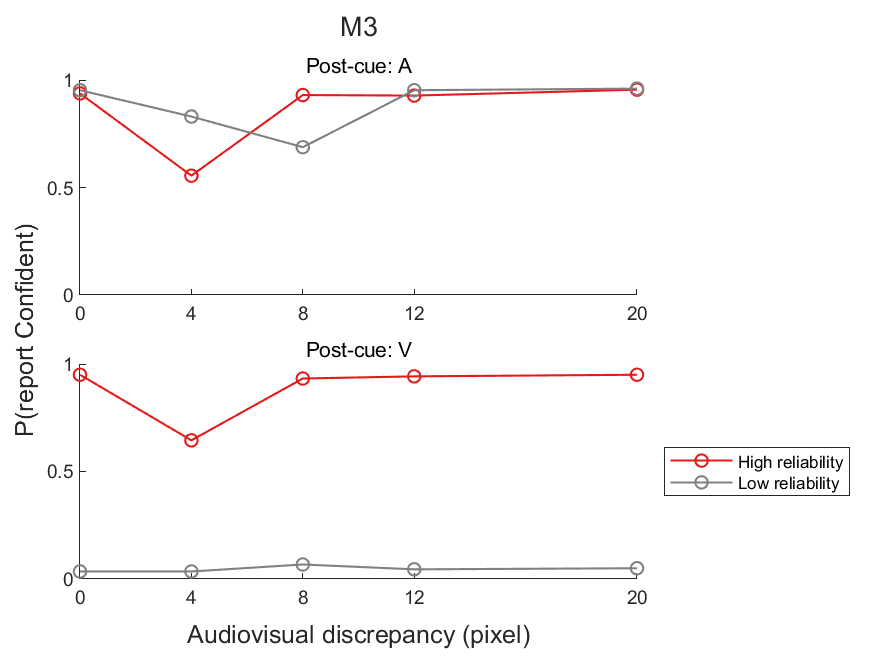 M3
Post-cue: A
1
0.5
0
0 4 8 12 20
P(report Confident)
Post-cue: V
1
0.5
0
0 4 8 12 20
High reliability
Low reliability
Audiovisual discrepancy (pixel)